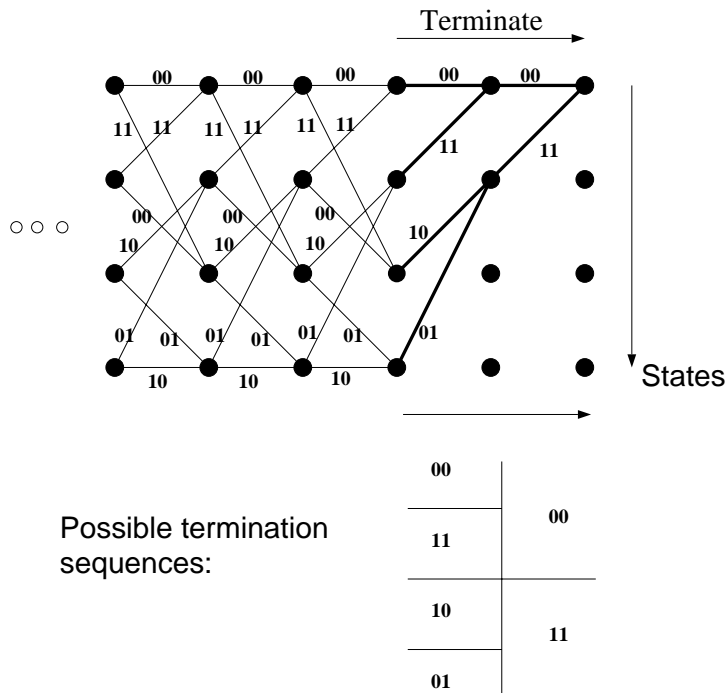 Terminate
00 00 00 00 00
11 11 11 11 11 11 11 11
00 00 00
10 10 10
01 01 01 01 01 01 01
10 10 10
States
00
00
Possible termination
11
sequences:
10
11
01